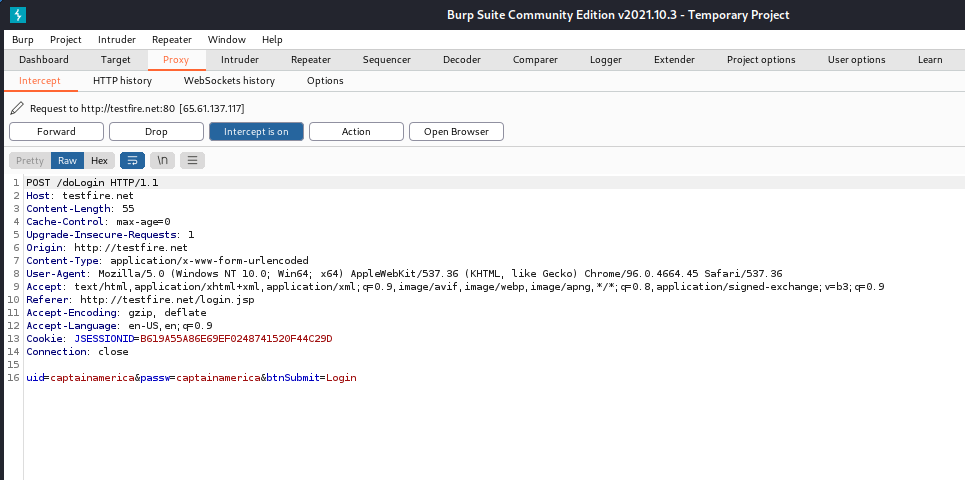 Burp Suite Community Edition v2021.10.3 - Temporary Project
Burp Project Intruder Repeater Window Help
Dashboard Target Proxy Intruder Repeater Sequencer Decoder Comparer Logger Extender Project options User options Learn
Intercept HTTP history WebSockets history Options
Request to http://testfire.net:80 [65.61.137.117]
Forward Drop Intercept is on Action Open Browser
Pretty Raw Hex \n
1 POST /doLogin HTTP/1.1
2 Host: testfire.net
3 Content-Length: 55
4 Cache-Control: max-age=0
5 Upgrade-Insecure-Requests: 1
6 Origin: http://testfire.net
7 Content-Type: application/x-www-form-urlencoded
8 User-Agent: Mozilla/5.0 (Windows NT 10.0; Win64; x64) AppleWebKit/537.36 (KHTML, like Gecko) Chrome/96.0.4664.45 Safari/537.36
9 Accept: text/html,application/xhtml+xml,application/xml;q=0.9,image/avif,image/webp,image/apng,*/*;q=0.8,application/signed-exchange;v=b3;q=0.9
10 Referer: http://testfire.net/login.jsp
11 Accept-Encoding: gzip, deflate
12 Accept-Language: en-US,en;q=0.9
13 Cookie: JSESSIONID=B619A55A86E69EF0248741520F44C29D
14 Connection: close
15
16 uid=captainamerica&passw=captainamerica&btnSubmit=Login